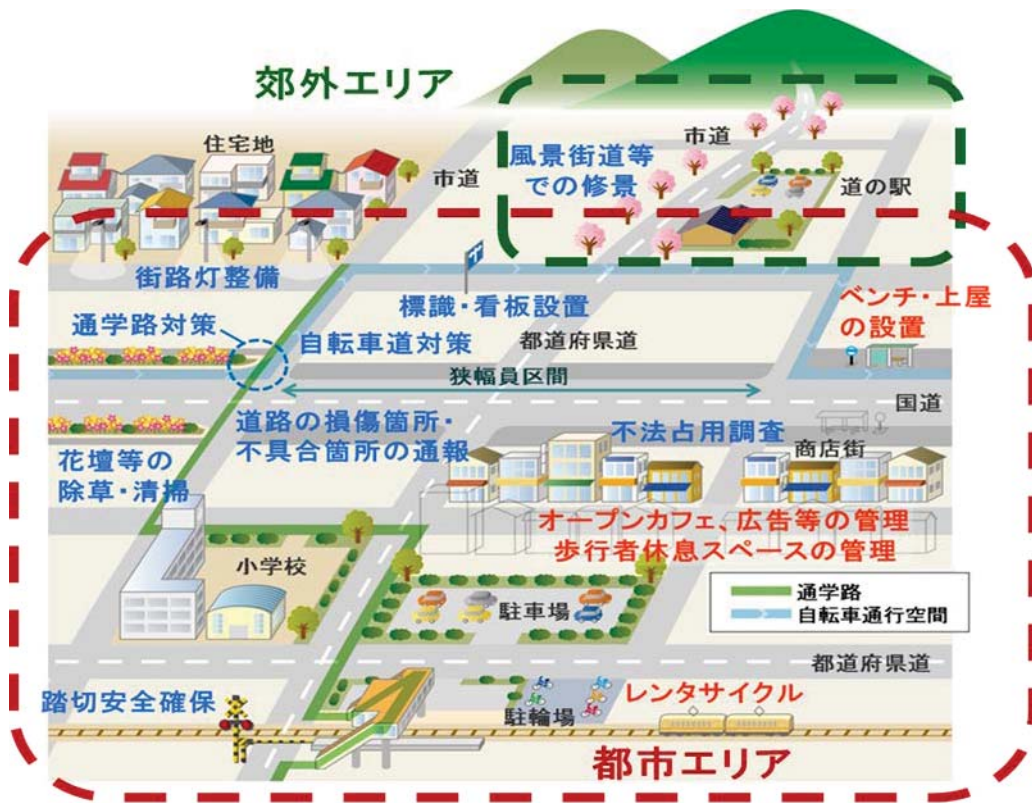 郊外エリア
住宅地
市道
市道
風景街道等
での修景
道の駅
街路灯整備
標識・看板設置
ベンチ・上屋
の設置
通学路対策
自転車道対策
都道府県道
狭幅員区間
国道
道路の損傷箇所・
不具合箇所の通報
不法占用調査
商店街
花壇等の
除草・清掃
オープンカフェ、広告等の管理
歩行者休息スペースの管理
小学校
通学路
自転車通行空間
駐車場
都道府県道
踏切安全確保
駐輪場
レンタサイクル
都市エリア